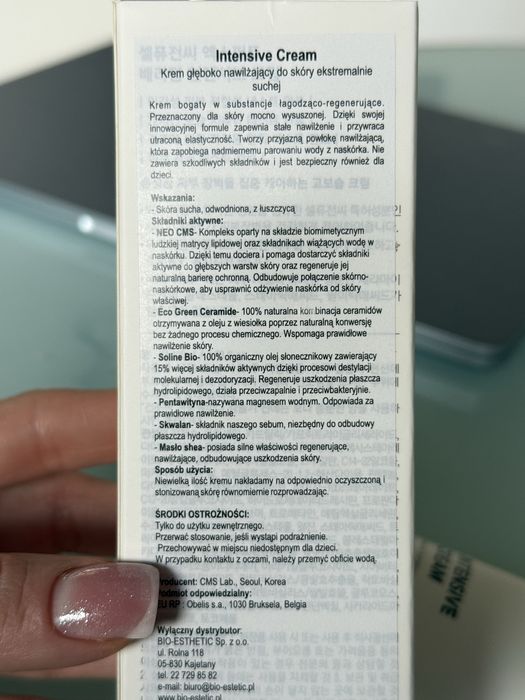 Intensive Cream
Krem głęboko nawilżający do skóry ekstremalnie
suchej
Krem bogaty w substancje łagodząco-regenerujące.
Przeznaczony dla skóry mocno wysuszonej. Dzięki swojej
innowacyjnej formule zapewnia stałe nawilżenie i przywraca
utraconą elastyczność. Tworzy przyjazną powłokę nawilżającą,
która zapobiega nadmiernemu parowaniu wody z naskórka. Nie
zawiera szkodliwych składników i jest bezpieczny również dla
dzieci.
Wskazania:
- Skóra sucha, odwodniona, z łuszczycą
Składniki aktywne:
- NEO CMS- Kompleks oparty na składzie biomimetycznym
ludzkiej matrycy lipidowej oraz składnikach wiążących wodę w
naskórku. Dzięki temu dociera i pomaga dostarczyć składniki
aktywne do głębszych warstw skóry oraz regeneruje jej
naturalną barierę ochronną. Odbudowuje połączenie skórno-
naskórkowe, aby usprawnić odżywienie naskórka od skóry
właściwej.
- Eco Green Ceramide- 100% naturalna kombinacja ceramidów
otrzymywana z olejú z wiesiołka poprzez naturalną konwersję
bez żadnego procesu chemicznego. Wspomaga prawidłowe
nawilżenie skóry.
- Soline Bio- 100% organiczny olej słonecznikowy zawierający
15% więcej składników aktywnych dzięki procesowi destylacji
molekularnej i dezodoryzacji. Regeneruje uszkodzenia płaszcza
hydrolipidowego, działa przeciwzapalnie i przeciwbakteryjnie.
- Pentawityna-nazywana magnesem wodnym. Odpowiada za
prawidłowe nawilżenie.
- Skwalan- składnik naszego sebum, niezbędny do odbudowy
płaszcza hydrolipidowego.
- Masło shea- posiada silne właściwości regenerujące,
nawilżające, odbudowujące uszkodzenia skóry.
Sposób użycia:
Niewielką ilość kremu nakładamy na odpowiednio oczyszczoną i
stonizowaną skórę równomiernie rozprowadzając.
ŚRODKI OSTROŻNOŚCI:
Tylko do użytku zewnętrznego.
Przerwać stosowanie, jeśli wystąpi podrażnienie.
Przechowywać w miejscu niedostępnym dla dzieci.
W przypadku kontaktu z oczami, należy przemyć obficie wodą.
Producent: CMS Lab., Seoul, Korea
Podmiot odpowiedzialny:
EU RP : Obelis s.a., 1030 Bruksela, Belgia
Wyłączny dystrybutor:
BIO-ESTHETIC Sp. z o.o.
ul. Rolna 118
05-830 Kajetany
tel. 22 729 85 82
e-mail: biuro@bio-estetic.pl
www.bio-estetic.pl
INTENSIVE
CREAM